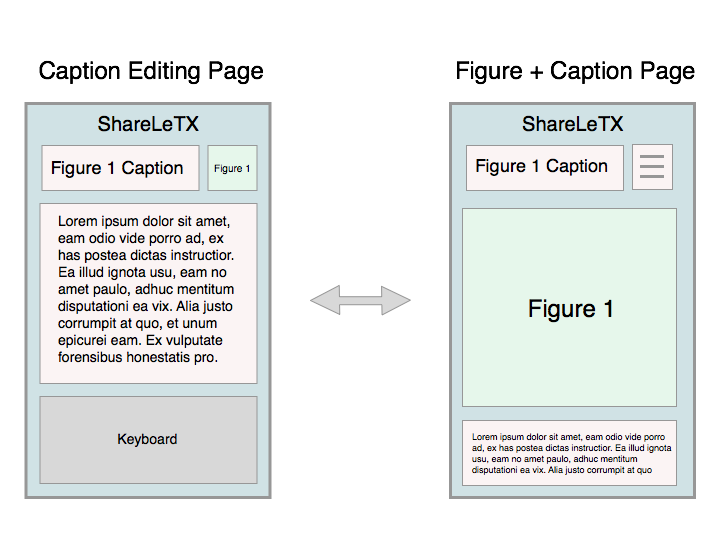 Caption Editing Page
ShareLeTX
Figure 1 Caption
Figure 1
Lorem ipsum dolor sit amet,
eam odio vide porro ad, ex
has postea dictas instructior.
Ea illud ignota usu, eam no
amet paulo, adhuc mentitum
disputationi ea vix. Alia justo
corrumpit at quo, et unum
epicurei eam. Ex vulputate
forensibus honestatis pro.
Keyboard
Figure + Caption Page
ShareLeTX
Figure 1 Caption
Figure 1
Lorem ipsum dolor sit amet, eam odio vide porro
ad, ex has postea dictas instructior. Ea illud ignota
usu, eam no amet paulo, adhuc mentitum
disputationi ea vix. Alia justo corrumpit at quo